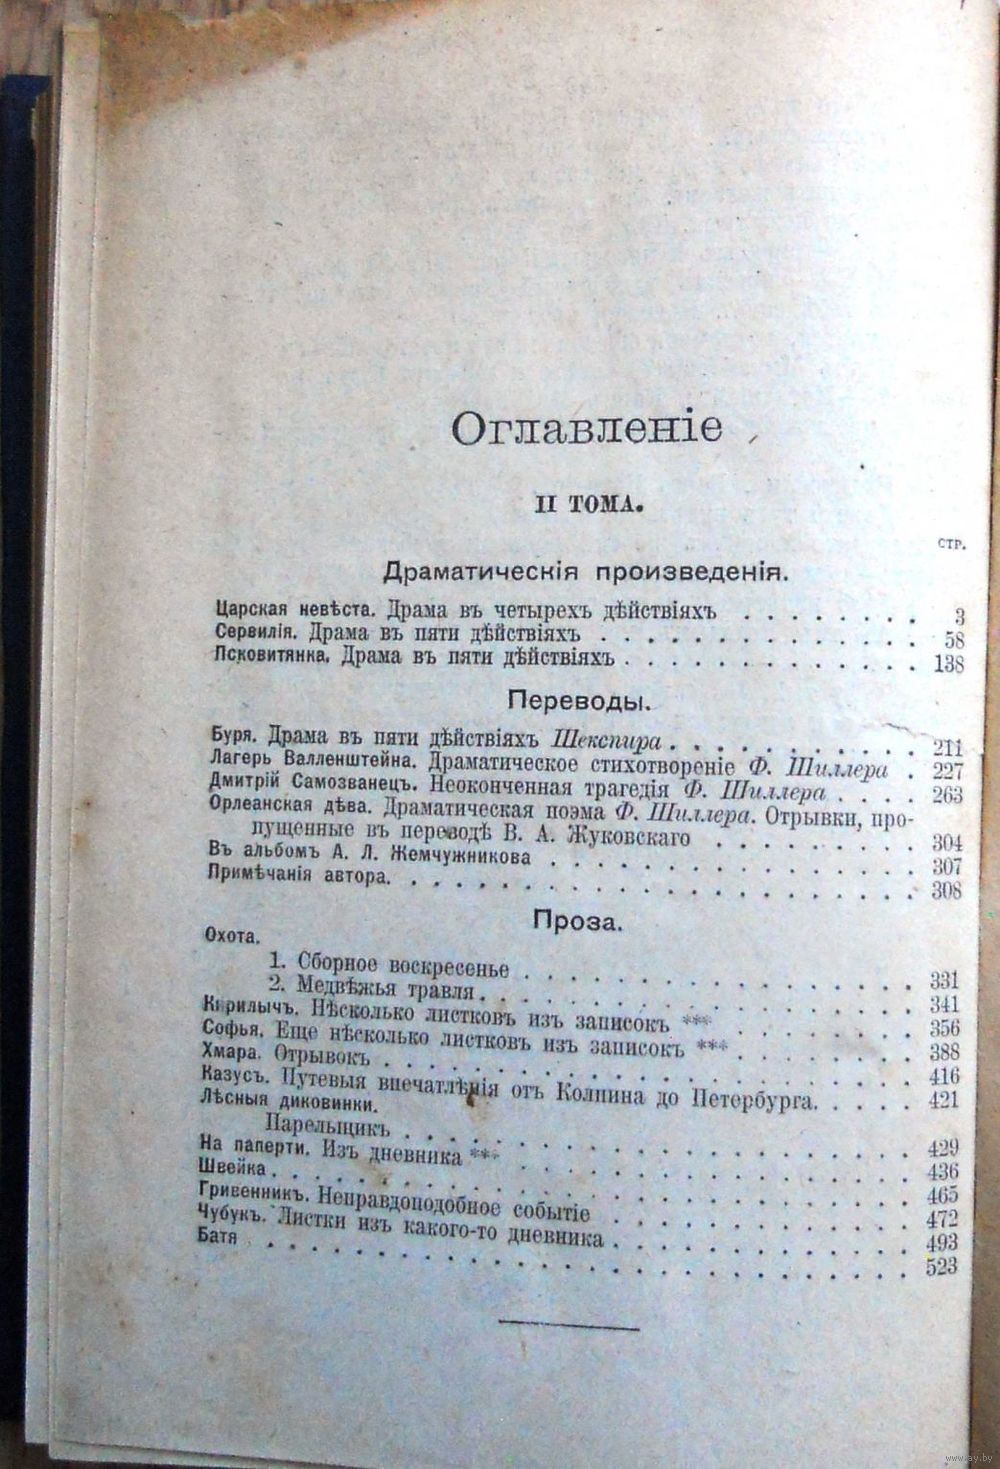 Оглавленіе
II ТОМА.
СТР.
Драматическія произведенія.
Царская невѣста. Драма въ четырехъ дѣйствіяхъ . . . . . . . . 3
Сервилія. Драма въ пяти дѣйствіяхъ . . . . . . . . . . . . . 58
Псковитянка. Драма въ пяти дѣйствіяхъ . . . . . . . . . . . . 138
Переводы.
Буря. Драма въ пяти дѣйствіяхъ Шекспира . . . . . . . . . . 211
Лагерь Валленштейна. Драматическое стихотвореніе Ф. Шиллера . 227
Дмитрій Самозванецъ. Неоконченная трагедія Ф. Шиллера . . . . 263
Орлеанская дѣва. Драматическая поэма Ф. Шиллера. Отрывки, про-
пущенные въ переводѣ В. А. Жуковскаго . . . . . . . . . 304
Въ альбомъ А. Л. Жемчужникова . . . . . . . . . . . . . . . 307
Примѣчанія автора. . . . . . . . . . . . . . . . . . . . . 308
Проза.
Охота.
1. Сборное воскресенье . . . . . . . . . . . . . . . . 331
2. Медвѣжья травля. . . . . . . . . . . . . . . . . . 341
Кирилычъ. Нѣсколько листковъ изъ записокъ *** . . . . . . . . 356
Софья. Еще нѣсколько листковъ изъ записокъ *** . . . . . . . . 388
Хмара. Отрывокъ . . . . . . . . . . . . . . . . . . . . . 416
Казусъ. Путевыя впечатлѣнія отъ Колпина до Петербурга. . . . . 421
Лѣсныя диковинки.
Парельщикъ . . . . . . . . . . . . . . . . . . . . . 429
На паперти. Изъ дневника *** . . . . . . . . . . . . . . . 436
Швейка . . . . . . . . . . . . . . . . . . . . . . . . 465
Гривенникъ. Неправдоподобное событіе . . . . . . . . . . . . 472
Чубукъ. Листки изъ какого-то дневника . . . . . . . . . . . . 493
Батя . . . . . . . . . . . . . . . . . . . . . . . . . 523
www.ay.by